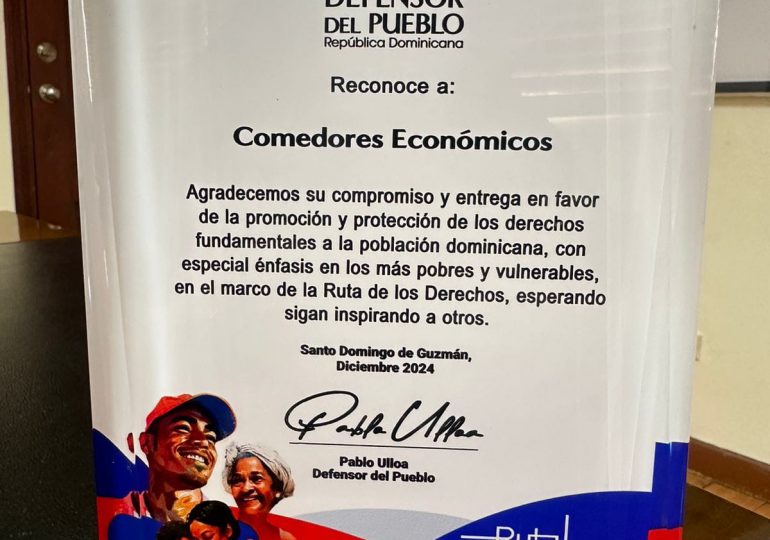 DEFENSOR
DEL PUEBLO
República Dominicana
Reconoce a:
Comedores Económicos
Agradecemos su compromiso y entrega en favor
de la promoción y protección de los derechos
fundamentales a la población dominicana, con
especial énfasis en los más pobres y vulnerables,
en el marco de la Ruta de los Derechos, esperando
sigan inspirando a otros.
Santo Domingo de Guzmán,
Diciembre 2024
Pablo Ulloa
Pablo Ulloa
Defensor del Pueblo